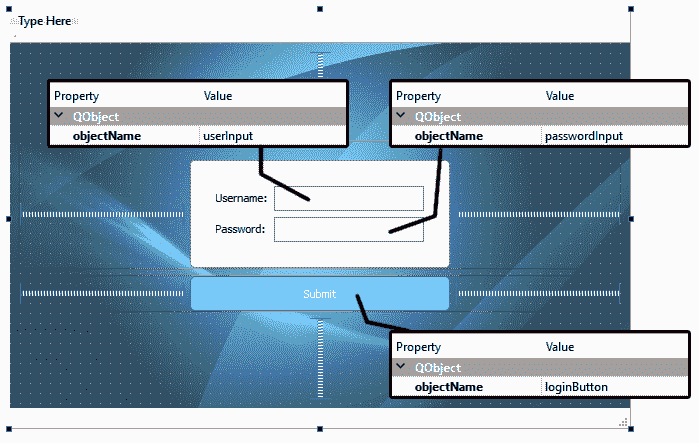 Type Here
Property Value
QObject
objectName userInput
Property Value
QObject
objectName passwordInput
Username:
Password:
Submit
Property Value
QObject
objectName loginButton